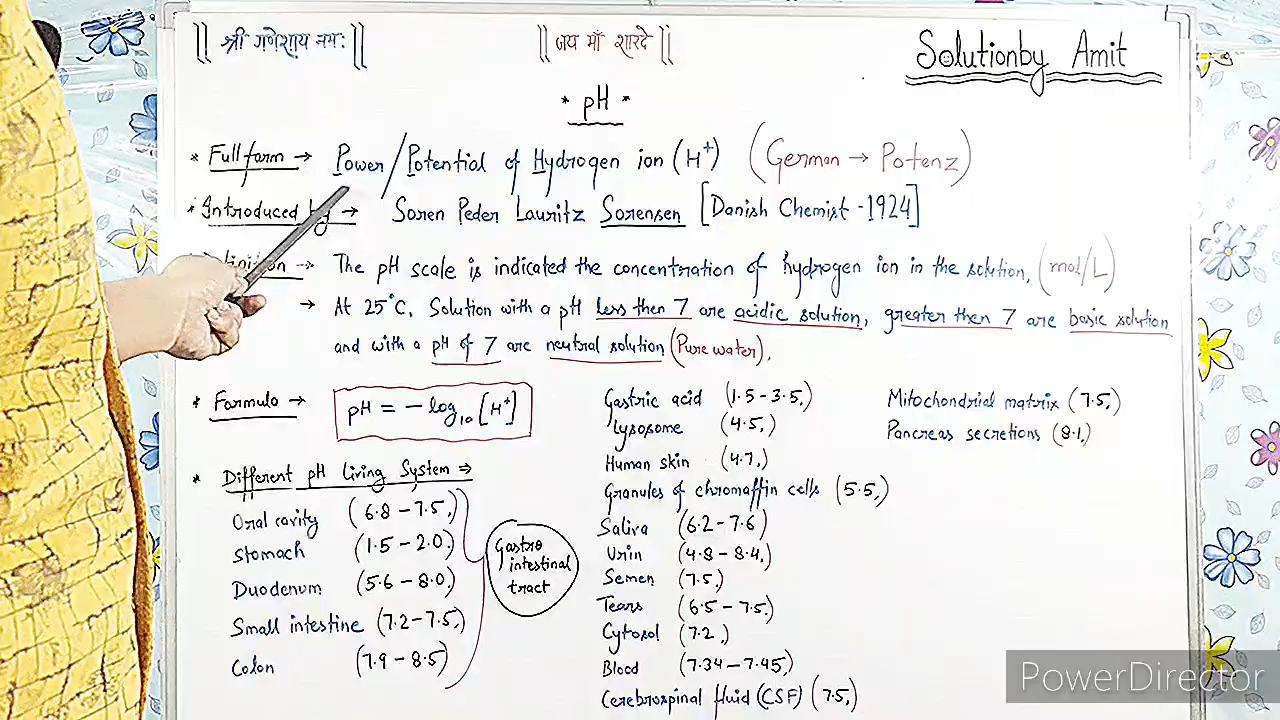 || श्री गणेशाय नमः ||
|| जय माँ शारदे ||
Solutionby Amit
* pH *
* Full form → Power/Potential of Hydrogen ion (H⁺) (German → Potenz)
* Introduced by → Soren Peder Lauritz Sorensen [Danish Chemist - 1924]
→ The pH scale is indicated the concentration of hydrogen ion in the solution, (mol/L)
→ At 25°C, Solution with a pH less then 7 are acidic solution, greater then 7 are basic solution
and with a pH of 7 are neutral solution (Pure water).
* Formula → pH = -log₁₀ [H⁺]
* Different pH Living System →
Oral cavity (6.8 - 7.5,)
Stomach (1.5 - 2.0)
Duodenum (5.6 - 8.0,)
Small intestine (7.2 - 7.5,)
Colon (7.9 - 8.5)
Gastro
intestinal
tract
Gastric acid (1.5 - 3.5,)
Lysosome (4.5,)
Human skin (4.7,)
Granules of chromaffin cells (5.5,)
Saliva (6.2 - 7.6)
Urin (4.8 - 8.4,)
Semen (7.5,)
Tears (6.5 - 7.5,)
Cytosol (7.2,)
Blood (7.34 - 7.45)
Cerebrospinal fluid (CSF) (7.5,)
Mitochondrial matrix (7.5,)
Pancreas secretions (8.1,)
PowerDirector